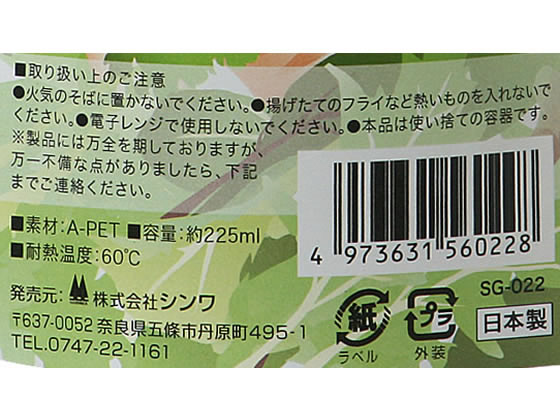 ■取り扱い上のご注意
●火気のそばに置かないでください。●揚げたてのフライなど熱いものを入れないで
ください。●電子レンジで使用しないでください。●本品は使い捨ての容器です。
※製品には万全を期しておりますが、
万一不備な点がありましたら、下記
までご連絡ください。
■素材:A-PET ■容量:約225ml
■耐熱温度:60℃
4 973631 560228
発売元: 株式会社シンワ
〒637-0052 奈良県五條市丹原町495-1
TEL.0747-22-1161
SG-022
紙
ラベル
プラ
外装
日本製